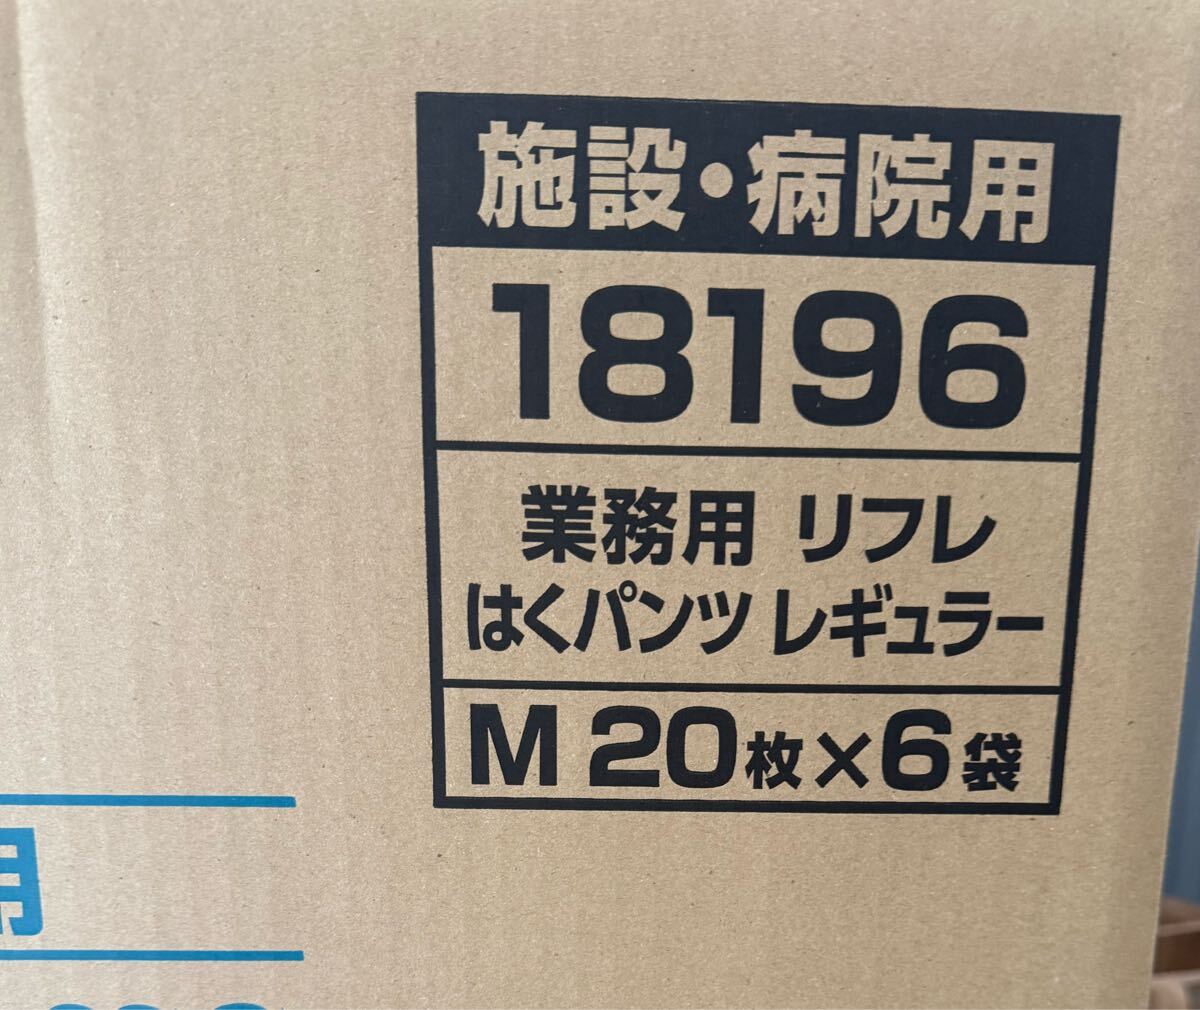 施設・病院用
18196
業務用 リフレ
はくパンツ レギュラー
M 20枚×6袋
用